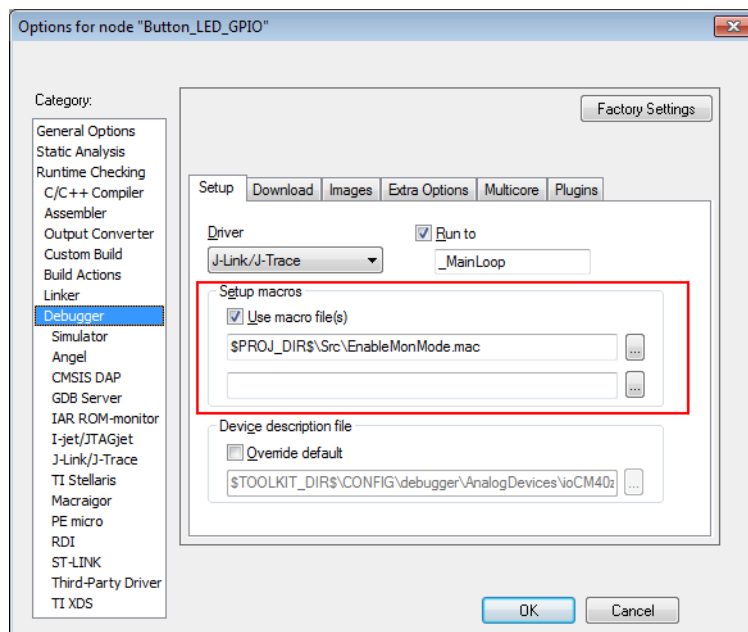 Options for node "Button_LED_GPIO"
Category:
General Options
Static Analysis
Runtime Checking
C/C++ Compiler
Assembler
Output Converter
Custom Build
Build Actions
Linker
Debugger
Simulator
Angel
CMSIS DAP
GDB Server
IAR ROM-monitor
I-jet/JTAGjet
J-Link/J-Trace
TI Stellaris
Macraigor
PE micro
RDI
ST-LINK
Third-Party Driver
TI XDS
Factory Settings
Setup Download Images Extra Options Multicore Plugins
Driver
Run to
J-Link/J-Trace
_MainLoop
Setup macros
Use macro file(s)
$PROJ_DIR$\Src\EnableMonMode.mac
...
...
Device description file
Override default
$TOOLKIT_DIR$\CONFIG\debugger\AnalogDevices\ioCM40z
...
OK Cancel